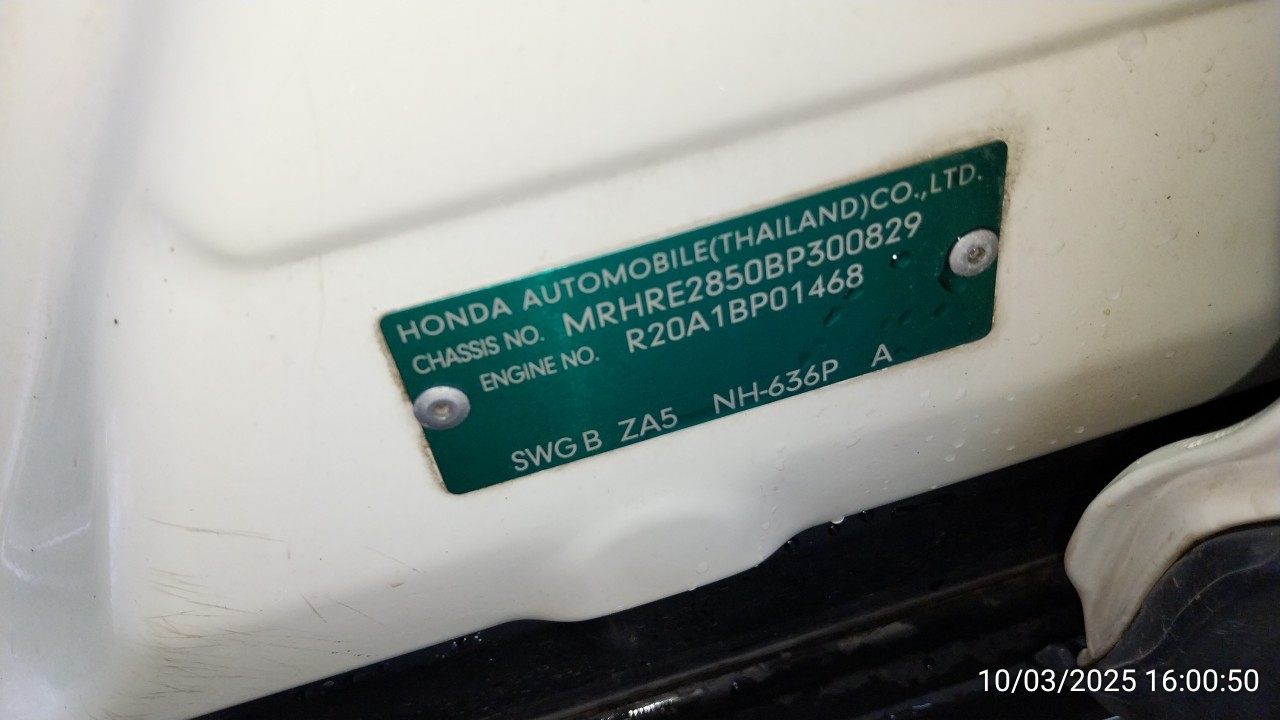 HONDA AUTOMOBILE(THAILAND)CO.,LTD.
CHASSIS NO. MRHRE2850BP300829
ENGINE NO. R20A1BP01468
SWG B ZA5 NH-636P A
10/03/2025 16:00:50